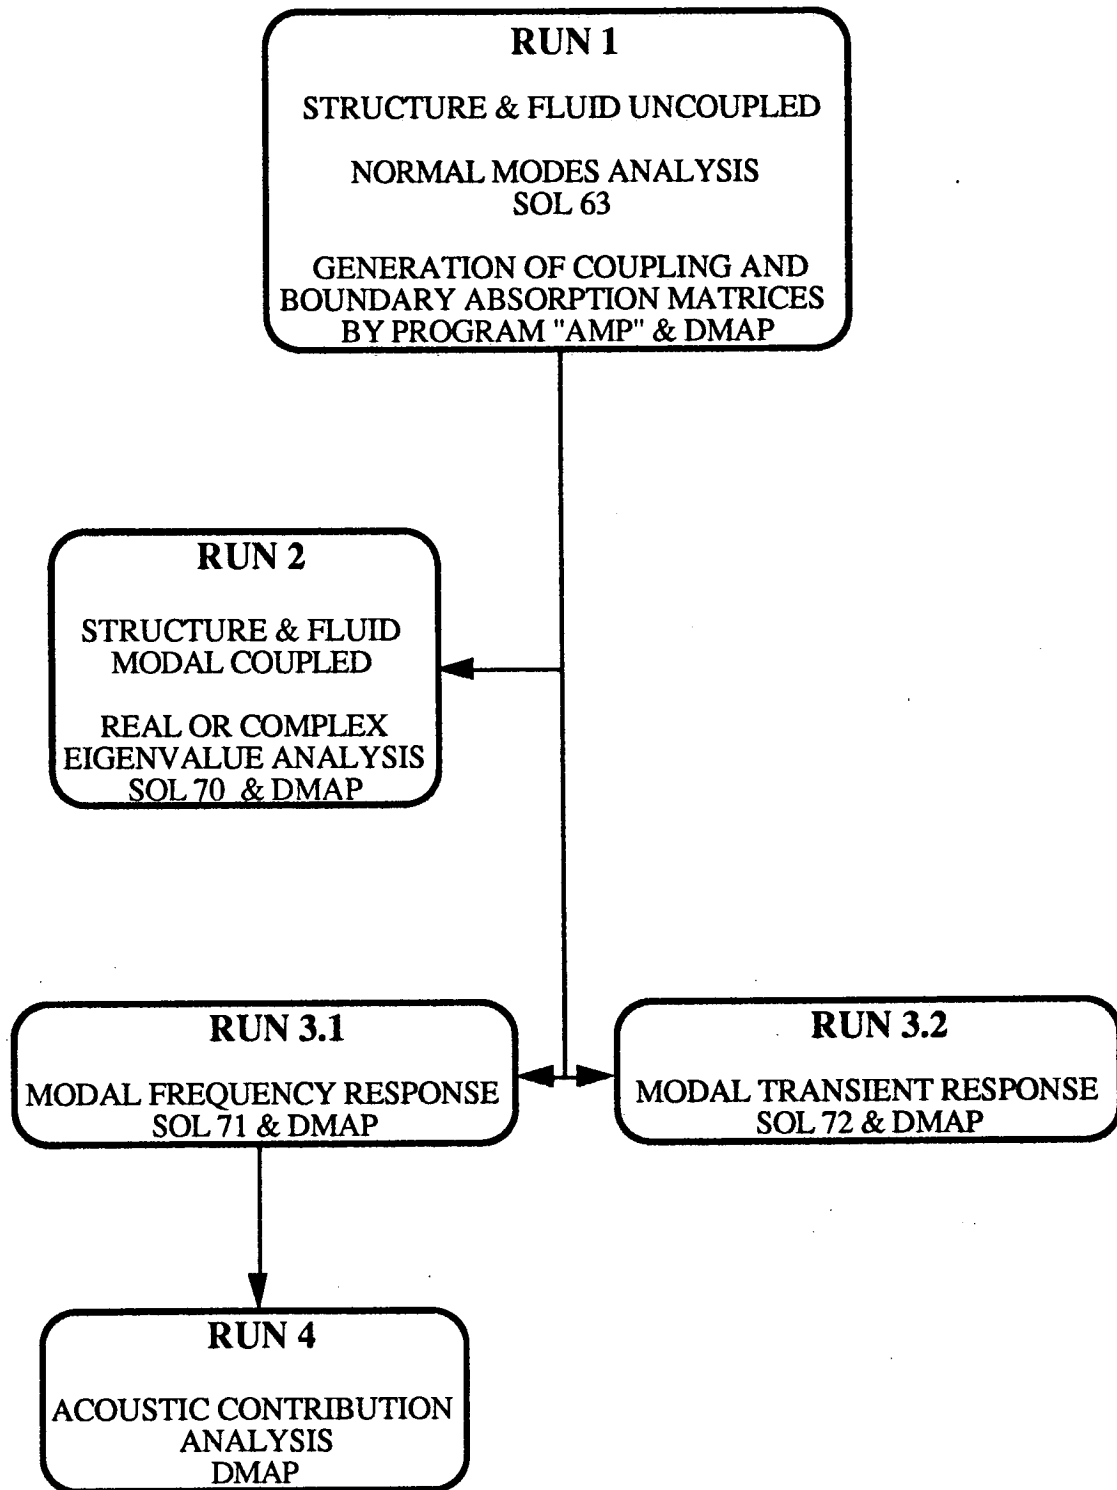 RUN 1
STRUCTURE & FLUID UNCOUPLED
NORMAL MODES ANALYSIS
SOL 63
GENERATION OF COUPLING AND
BOUNDARY ABSORPTION MATRICES
BY PROGRAM "AMP" & DMAP
RUN 2
STRUCTURE & FLUID
MODAL COUPLED
REAL OR COMPLEX
EIGENVALUE ANALYSIS
SOL 70 & DMAP
RUN 3.1
MODAL FREQUENCY RESPONSE
SOL 71 & DMAP
RUN 3.2
MODAL TRANSIENT RESPONSE
SOL 72 & DMAP
RUN 4
ACOUSTIC CONTRIBUTION
ANALYSIS
DMAP